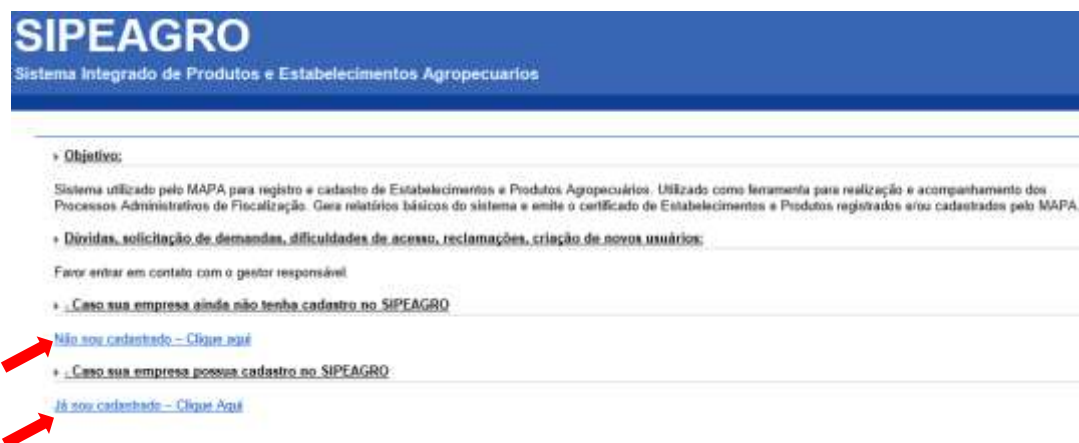 SIPEAGRO
Sistema Integrado de Produtos e Estabelecimentos Agropecuarios
Objetivo:
Sistema utilizado pelo MAPA para registro e cadastro de Estabelecimentos e Produtos Agropecuários. Utilizado como ferramenta para realização e acompanhamento dos
Processos Administrativos de Fiscalização. Gera relatórios básicos do sistema e emite o certificado de Estabelecimentos e Produtos registrados e/ou cadastrados pelo MAPA.
Dúvidas, solicitação de demandas, dificuldades de acesso, reclamações, criação de novos usuários:
Favor entrar em contato com o gestor responsável
. Caso sua empresa ainda não tenha cadastro no SIPEAGRO
Não sou cadastrado – Clique aqui
. Caso sua empresa possua cadastro no SIPEAGRO
Já sou cadastrado – Clique Aqui